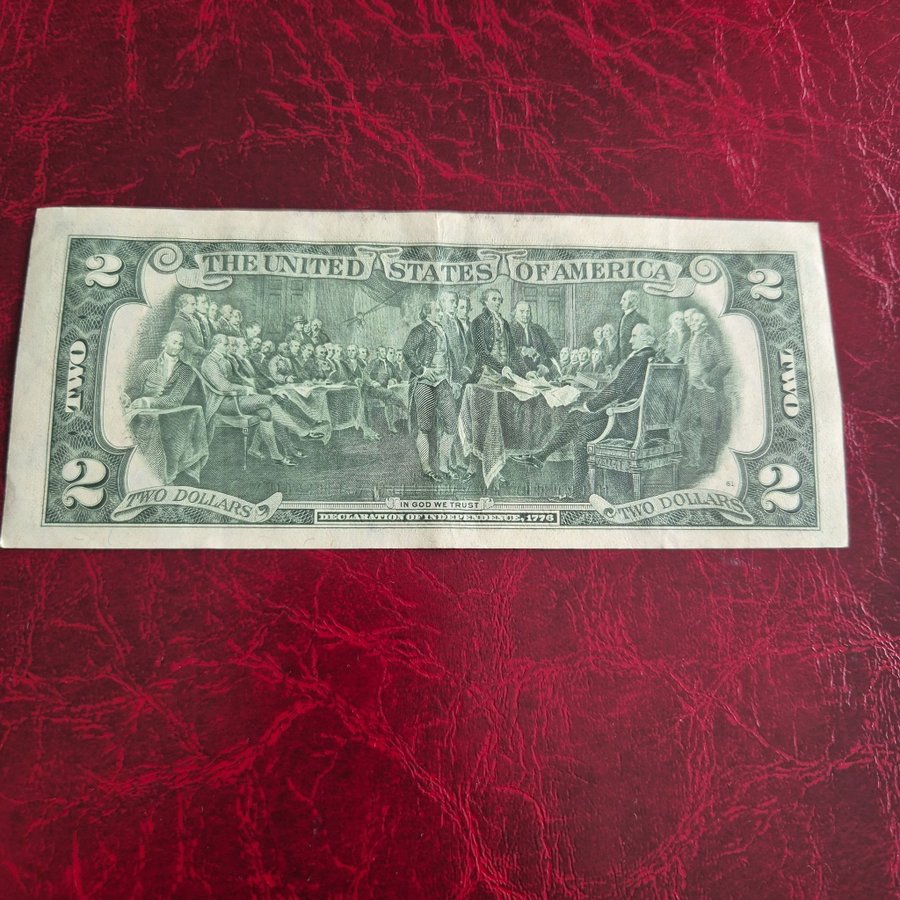 2 THE UNITED STATES OF AMERICA 2
TWO TWO
2 TWO DOLLARS IN GOD WE TRUST TWO DOLLARS 2
DECLARATION OF INDEPENDENCE, 1776